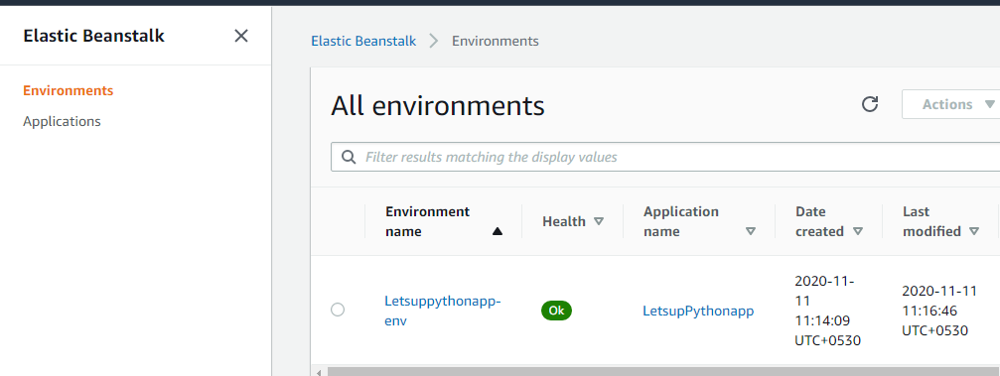 Elastic Beanstalk
Environments
Applications
Elastic Beanstalk > Environments
All environments
Actions
Filter results matching the display values
Environment
name
Health
Application
name
Date
created
Last
modified
Letsuppythonapp-
env
Ok
LetsupPythonapp
2020-11-
11
11:14:09
UTC+0530
2020-11-11
11:16:46
UTC+0530